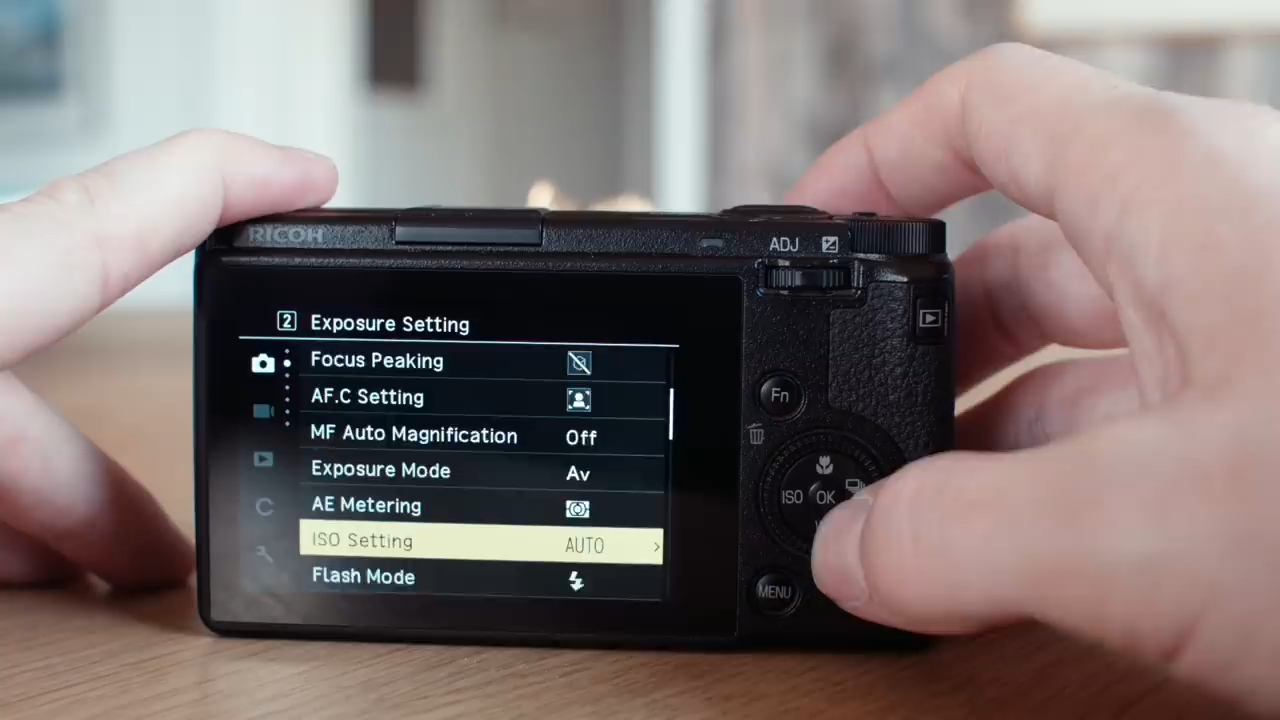 RICOH
ADJ
2 Exposure Setting
Focus Peaking
AF.C Setting
MF Auto Magnification Off
Exposure Mode Av
AE Metering
ISO Setting AUTO >
Flash Mode
C
Fn
ISO OK
MENU